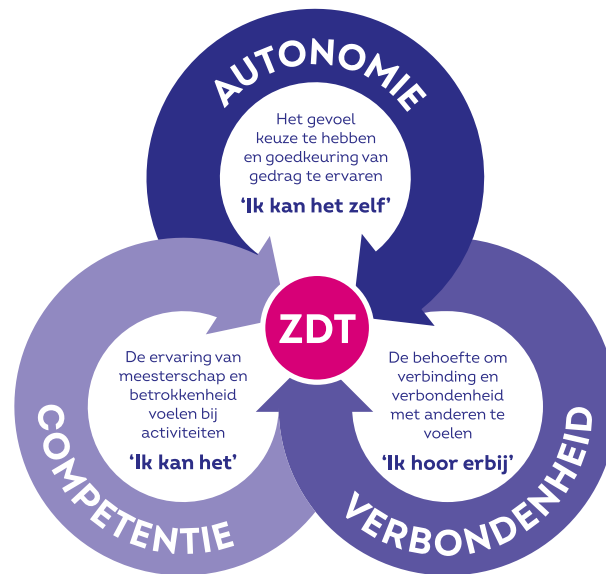 AUTONOMIE
Het gevoel
keuze te hebben
en goedkeuring van
gedrag te ervaren
‘Ik kan het zelf’
ZDT
De ervaring van
meesterschap en
betrokkenheid
voelen bij
activiteiten
‘Ik kan het’
COMPETENTIE
De behoefte om
verbinding en
verbondenheid
met anderen te
voelen
‘Ik hoor erbij’
VERBONDENHEID